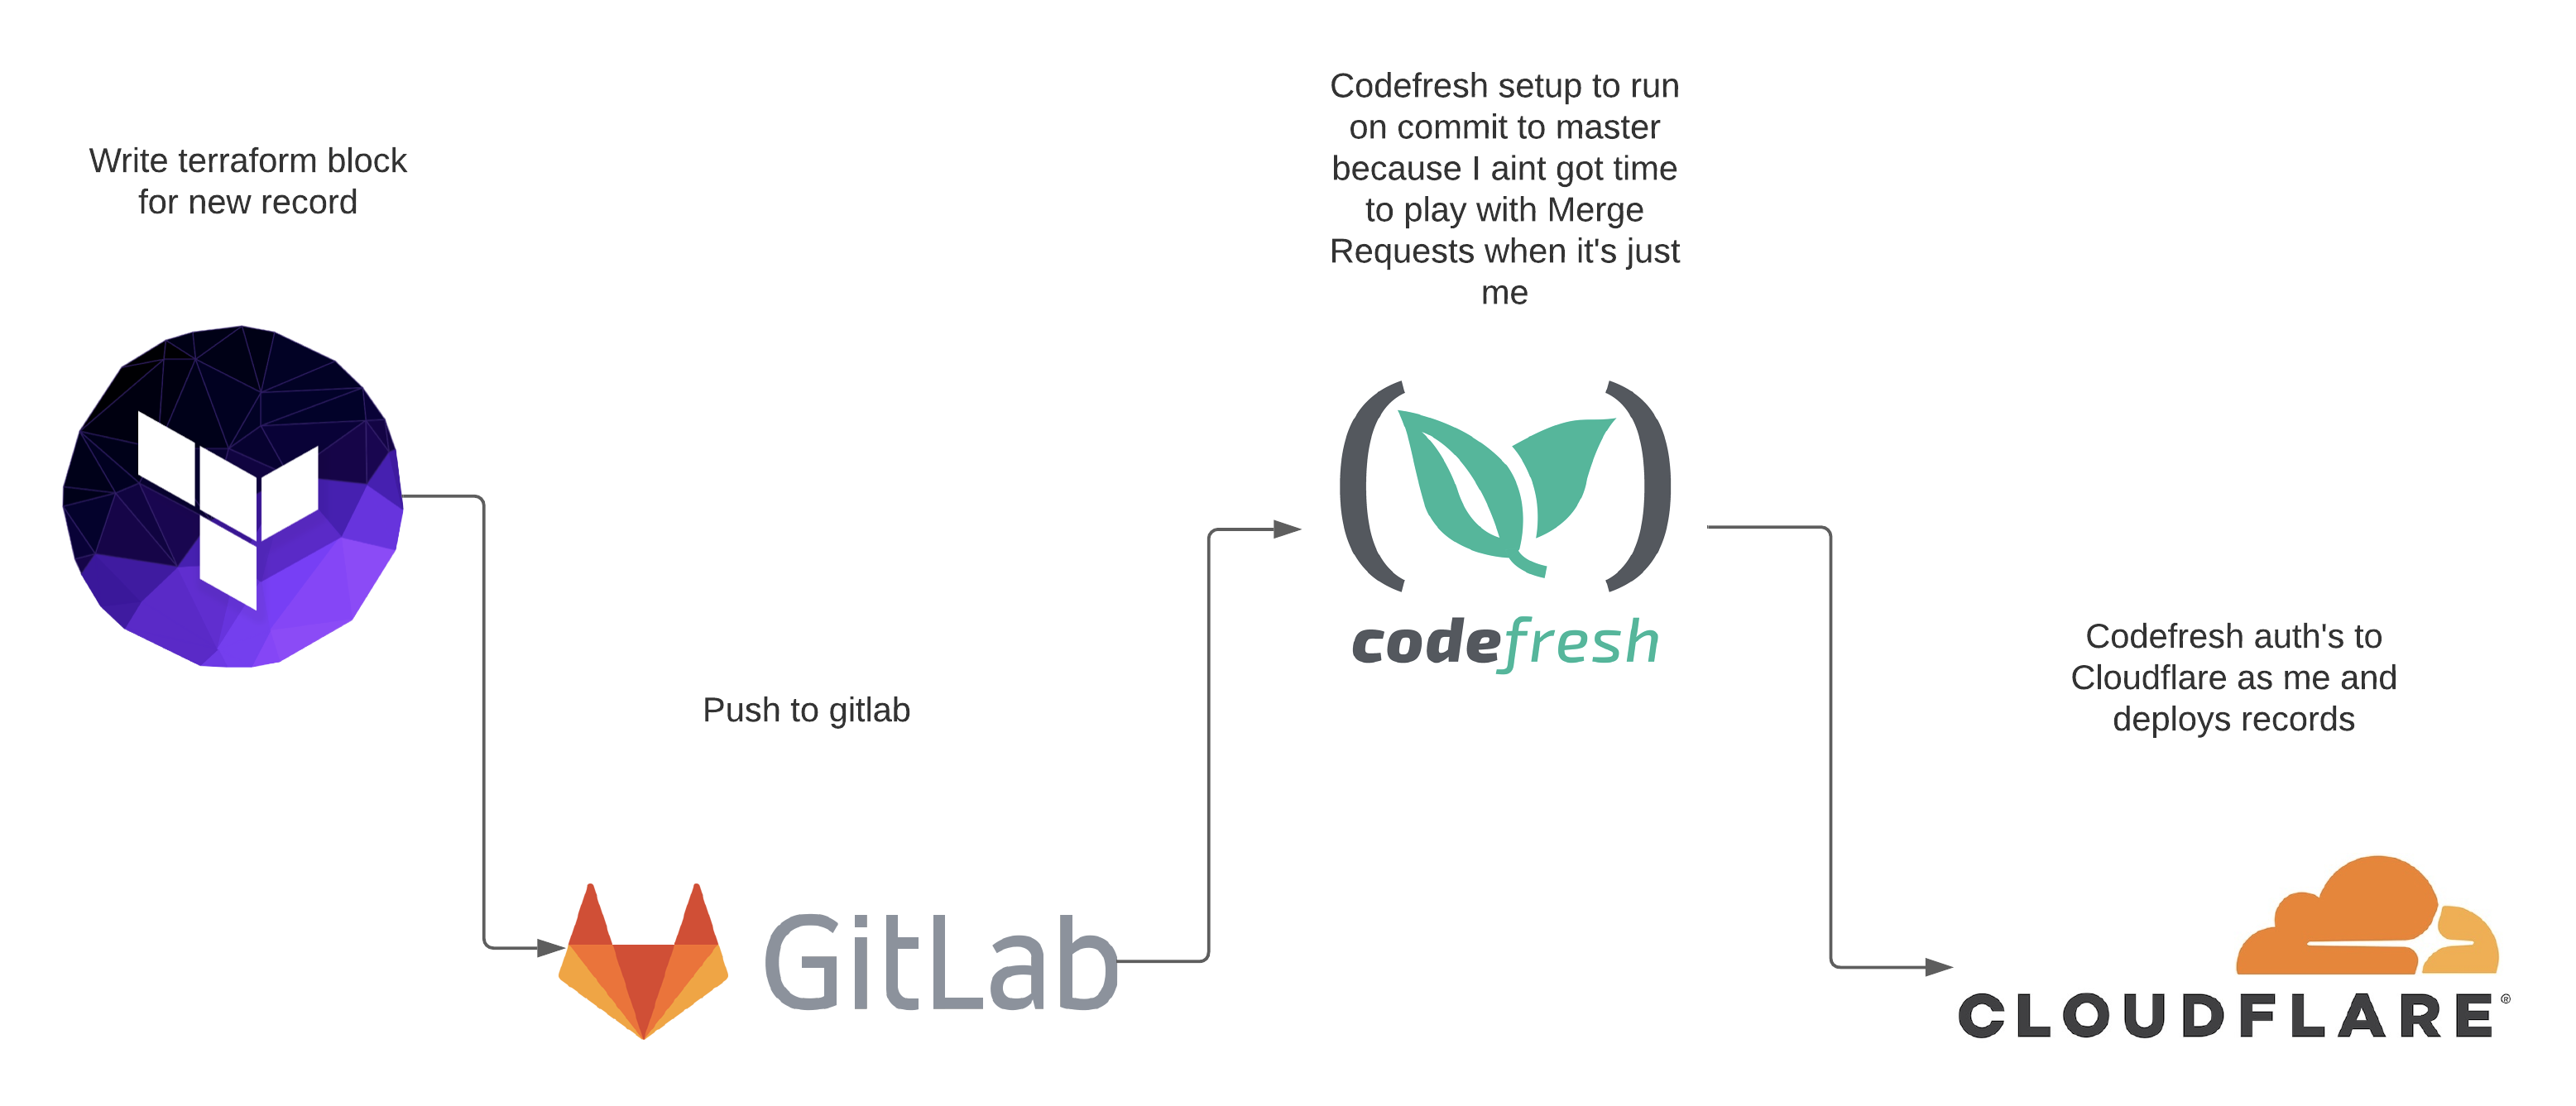 Write terraform block
for new record
Push to gitlab
GitLab
Codefresh setup to run
on commit to master
because I aint got time
to play with Merge
Requests when it's just
me
codefresh
Codefresh auth's to
Cloudflare as me and
deploys records
CLOUDFLARE®